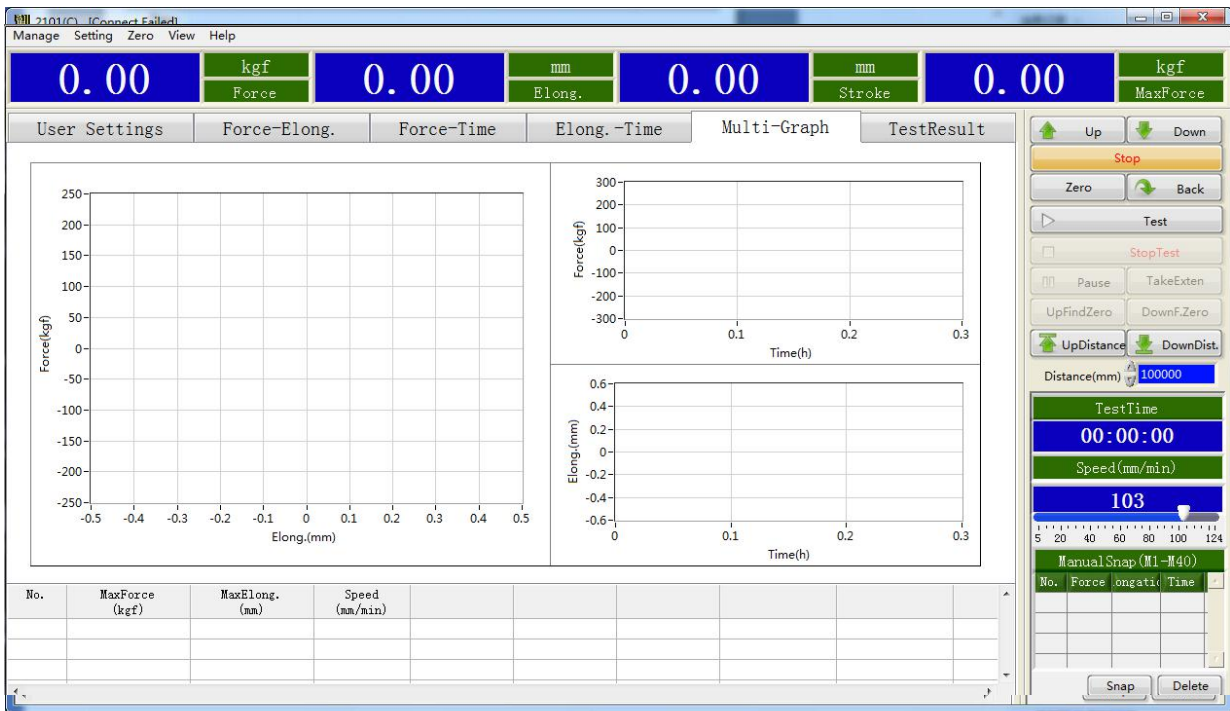 2101(C) [Connect Failed]
Manage Setting Zero View Help
0.00 kgf Force 0.00 mm Elong. 0.00 mm Stroke 0.00 kgf MaxForce
User Settings Force-Elong. Force-Time Elong.-Time Multi-Graph TestResult
Force(kgf)
250
200
150
100
50
0
-50
-100
-150
-200
-250
-0.5 -0.4 -0.3 -0.2 -0.1 0 0.1 0.2 0.3 0.4 0.5
Elong.(mm)
Force(kgf)
300
200
100
0
-100
-200
-300
0 0.1 0.2 0.3
Time(h)
Elong.(mm)
0.6
0.4
0.2
0
-0.2
-0.4
-0.6
0 0.1 0.2 0.3
Time(h)
No. MaxForce MaxElong. Speed
(kgf) (mm) (mm/min)
Up Down
Stop
Zero Back
Test
StopTest
Pause TakeExten
UpFindZero DownF.Zero
UpDistance DownDist.
Distance(mm) 100000
TestTime
00:00:00
Speed(mm/min)
103
5 20 40 60 80 100 124
ManualSnap(M1-M40)
No. Force ongati Time
Snap Delete